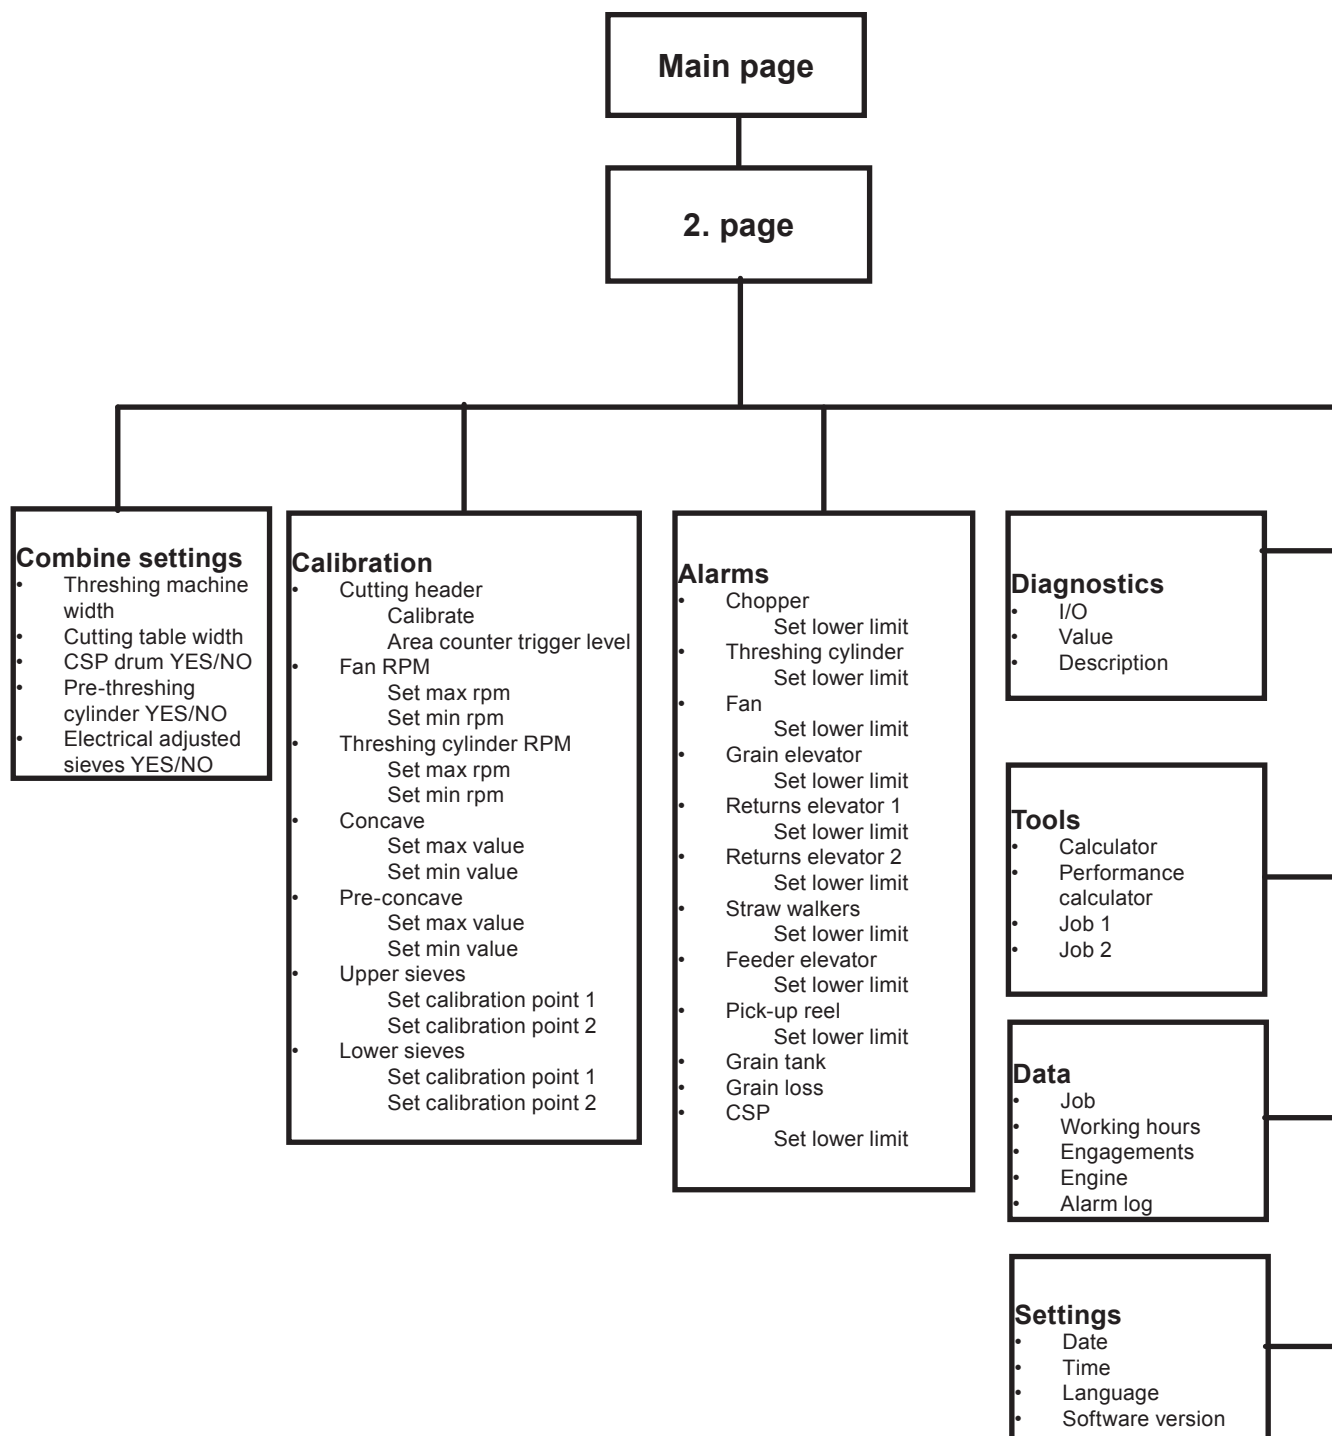 Main page
2. page
Combine settings
• Threshing machine
width
• Cutting table width
• CSP drum YES/NO
• Pre-threshing
cylinder YES/NO
• Electrical adjusted
sieves YES/NO
Calibration
• Cutting header
Calibrate
Area counter trigger level
• Fan RPM
Set max rpm
Set min rpm
• Threshing cylinder RPM
Set max rpm
Set min rpm
• Concave
Set max value
Set min value
• Pre-concave
Set max value
Set min value
• Upper sieves
Set calibration point 1
Set calibration point 2
• Lower sieves
Set calibration point 1
Set calibration point 2
Alarms
• Chopper
Set lower limit
• Threshing cylinder
Set lower limit
• Fan
Set lower limit
• Grain elevator
Set lower limit
• Returns elevator 1
Set lower limit
• Returns elevator 2
Set lower limit
• Straw walkers
Set lower limit
• Feeder elevator
Set lower limit
• Pick-up reel
Set lower limit
• Grain tank
• Grain loss
• CSP
Set lower limit
Diagnostics
• I/O
• Value
• Description
Tools
• Calculator
• Performance
calculator
• Job 1
• Job 2
Data
• Job
• Working hours
• Engagements
• Engine
• Alarm log
Settings
• Date
• Time
• Language
• Software version